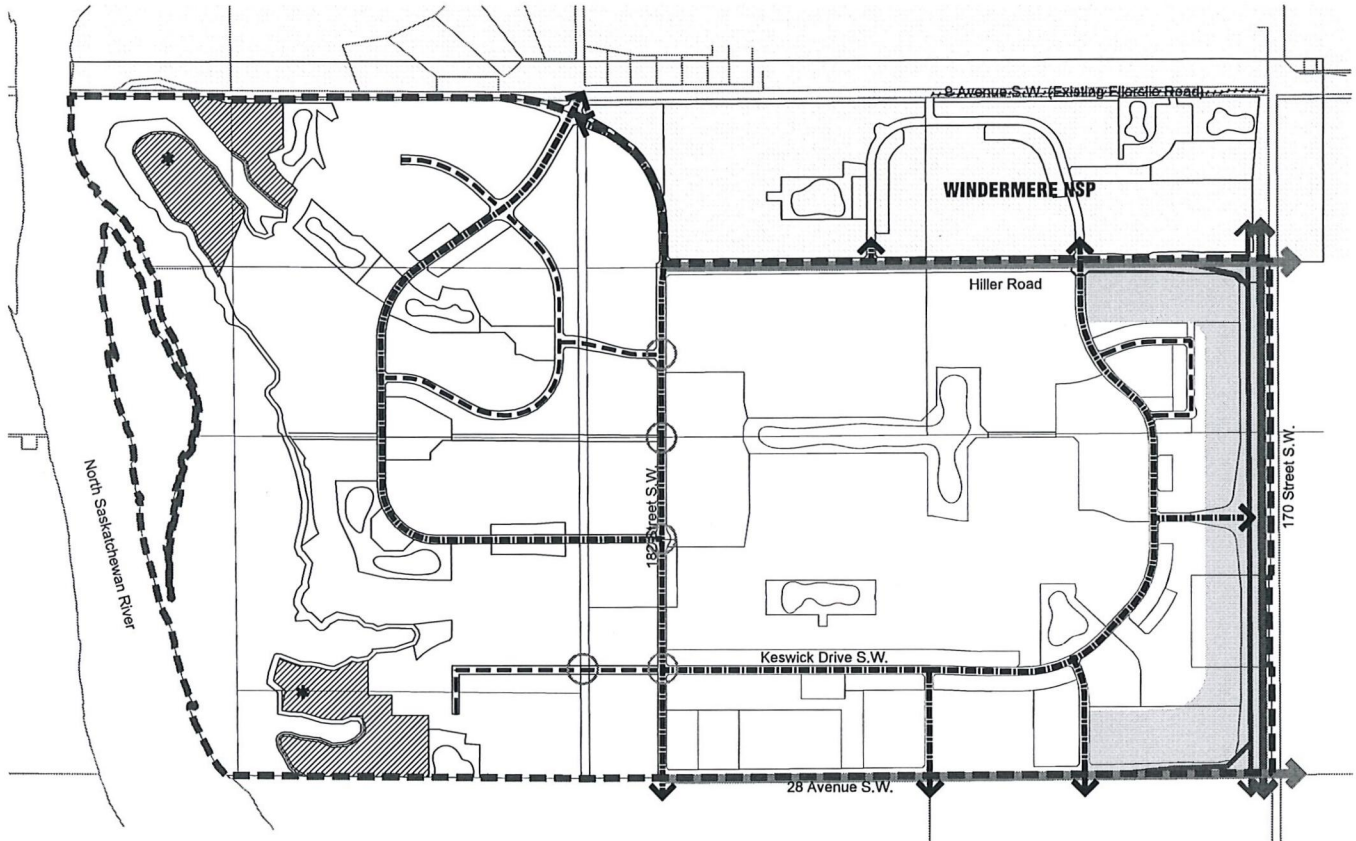 9 Avenue S.W. (Existing Ellerslie Road)
WINDERMERE NSP
Hiller Road
182 Street S.W.
170 Street S.W.
North Saskatchewan River
Keswick Drive S.W.
28 Avenue S.W.